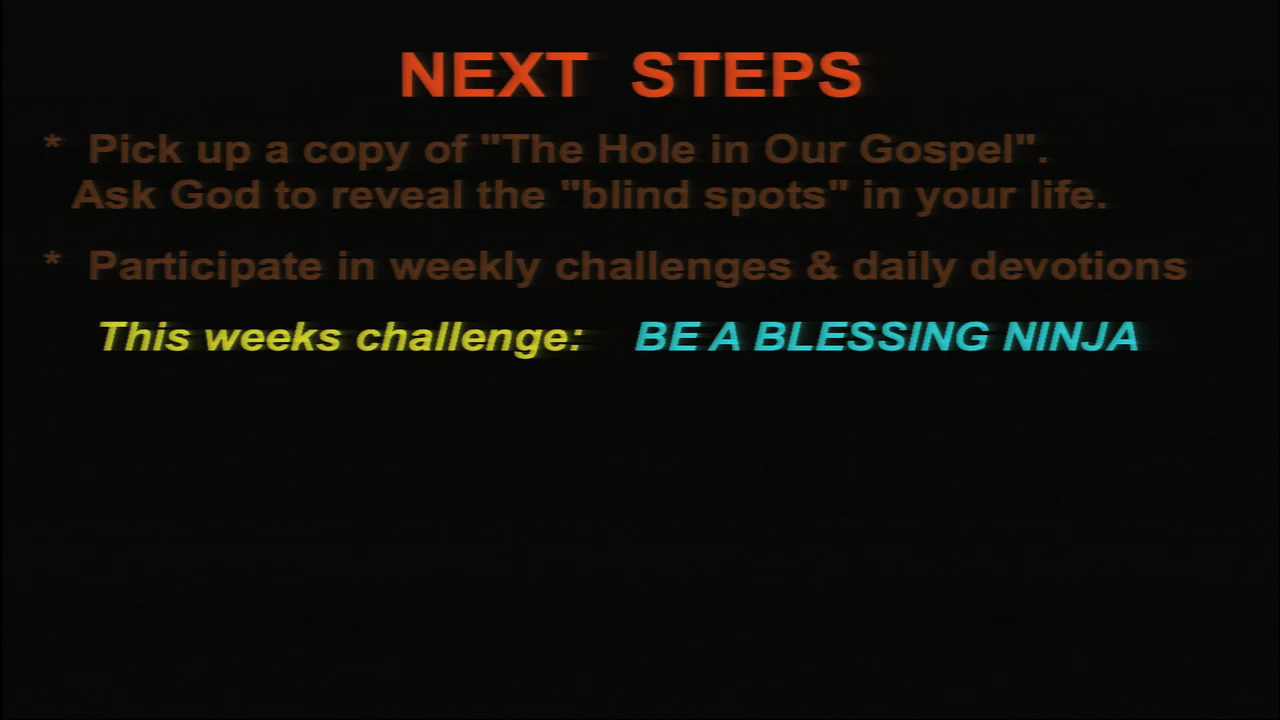 NEXT STEPS
* Pick up a copy of "The Hole in Our Gospel".
Ask God to reveal the "blind spots" in your life.
* Participate in weekly challenges & daily devotions
This weeks challenge: BE A BLESSING NINJA